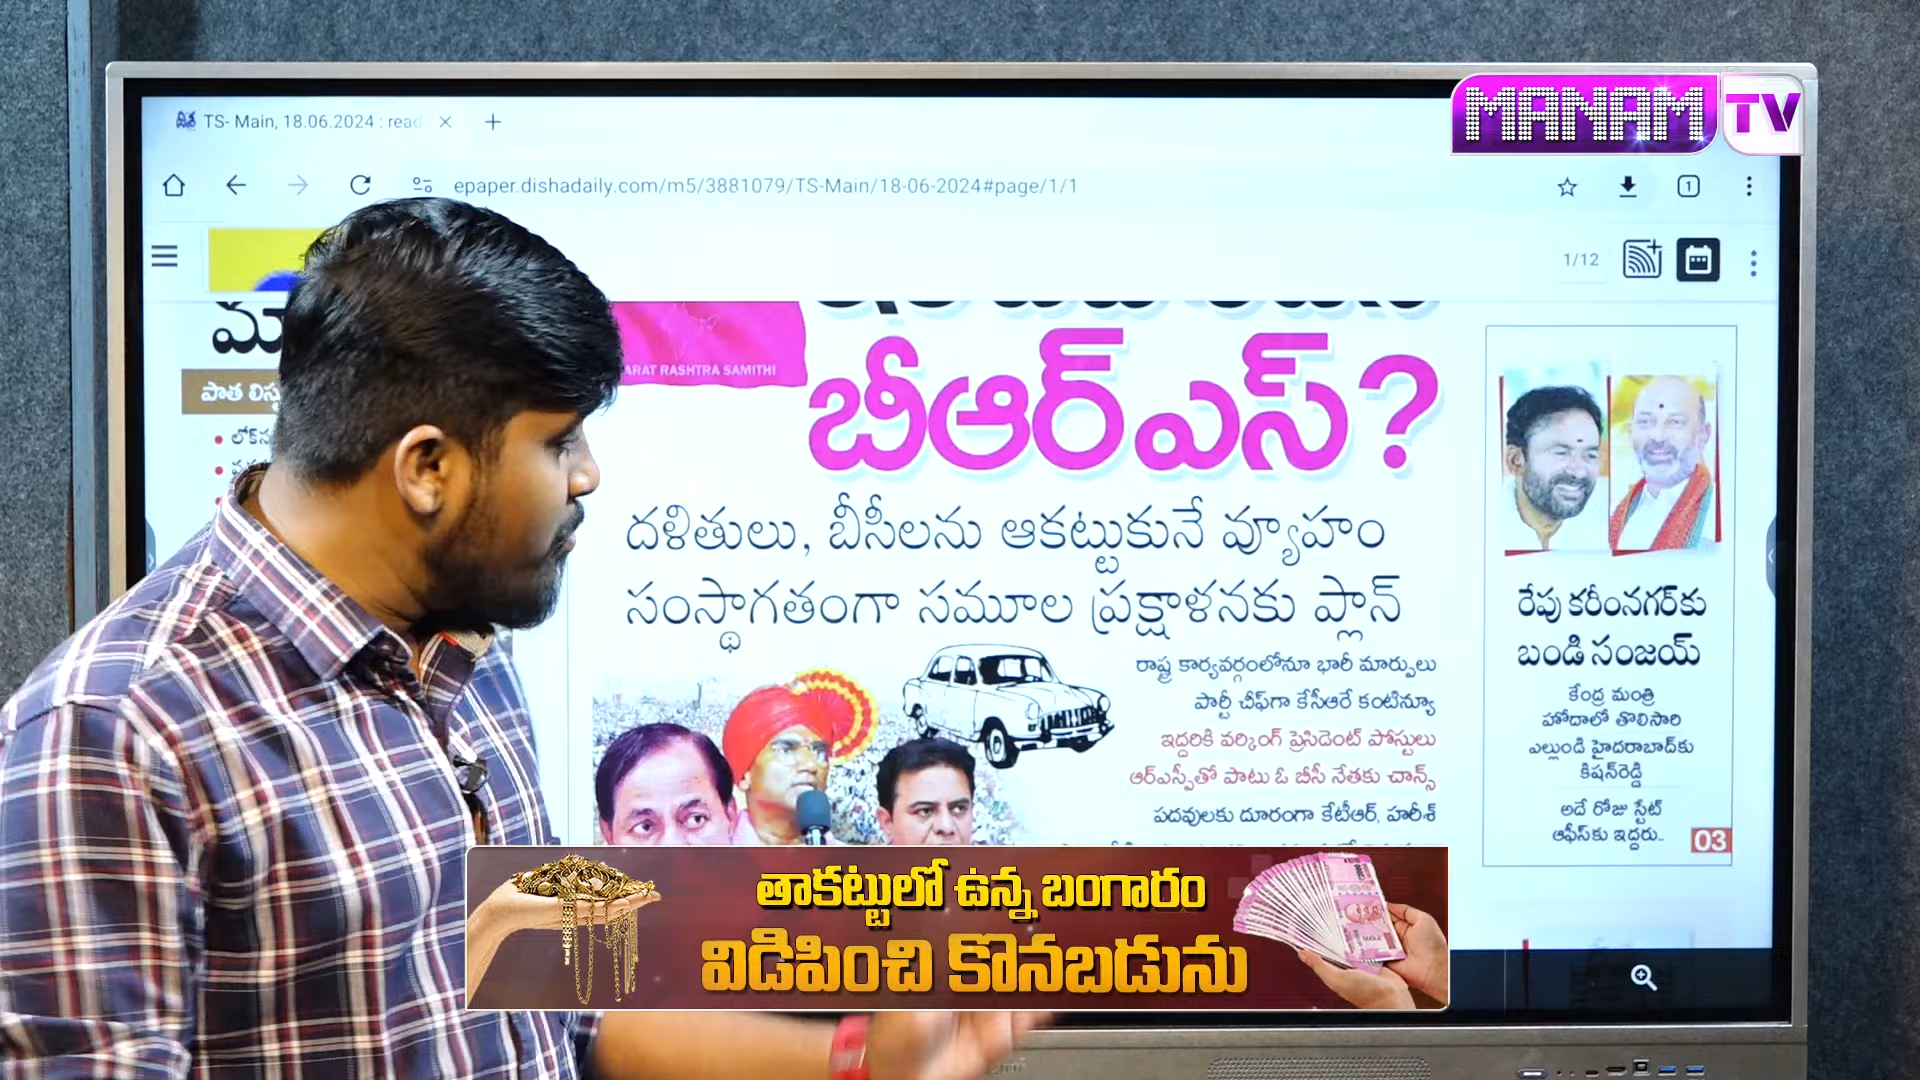 MANAM TV
TS- Main, 18.06.2024 : read
epaper.dishadaily.com/m5/3881079/TS-Main/18-06-2024#page/1/1
1
1/12
పాత లిస్టు
లోక్‌స
ARAT RASHTRA SAMITHI
బీఆర్ఎస్?
దళితులు, బీసీలను ఆకట్టుకునే వ్యూహం
సంస్థాగతంగా సమూల ప్రక్షాళనకు ప్లాన్
రాష్ట్ర కార్యవర్గంలోనూ భారీ మార్పులు
పార్టీ చీఫ్‌గా కేసీఆరే కంటిన్యూ
ఇద్దరికి వర్కింగ్ ప్రెసిడెంట్ పోస్టులు
ఆర్ఎస్పీతో పాటు ఓ బీసీ నేతకు చాన్స్
పదవులకు దూరంగా కేటీఆర్, హరీశ్
రేపు కరీంనగర్‌కు
బండి సంజయ్
కేంద్ర మంత్రి
హోదాలో తొలిసారి
ఎల్లుండి హైదరాబాద్‌కు
కిషన్‌రెడ్డి
అదే రోజు స్టేట్
ఆఫీస్‌కు ఇద్దరు..
03
తాకట్టులో ఉన్న బంగారం
విడిపించి కొనబడును